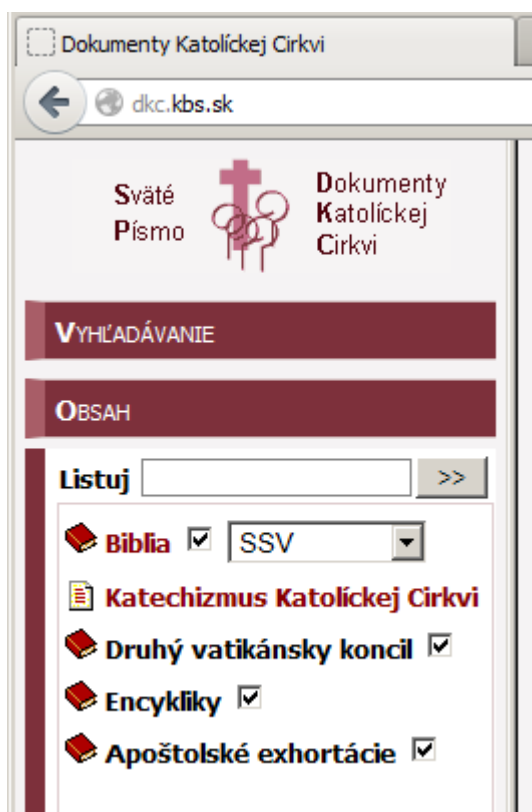 Dokumenty Katolíckej Cirkvi
dkc.kbs.sk
Sväté
Písmo
Dokumenty
Katolíckej
Cirkvi
VYHĽADÁVANIE
OBSAH
Listuj >>
Biblia SSV
Katechizmus Katolíckej Cirkvi
Druhý vatikánsky koncil
Encykliky
Apoštolské exhortácie